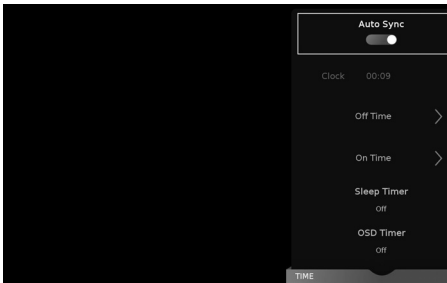 Auto Sync
Clock 00:09
Off Time
On Time
Sleep Timer
Off
OSD Timer
Off
TIME